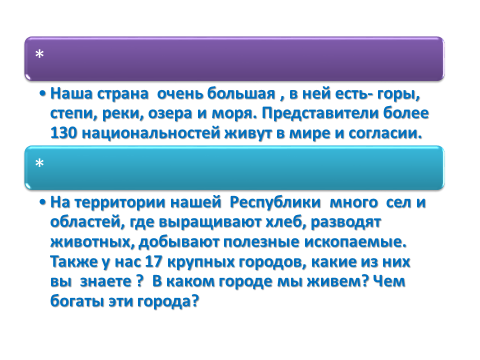 *
• Наша страна очень большая , в ней есть- горы,
степи, реки, озера и моря. Представители более
130 национальностей живут в мире и согласии.
*
• На территории нашей Республики много сел и
областей, где выращивают хлеб, разводят
животных, добывают полезные ископаемые.
Также у нас 17 крупных городов, какие из них
вы знаете ? В каком городе мы живем? Чем
богаты эти города?